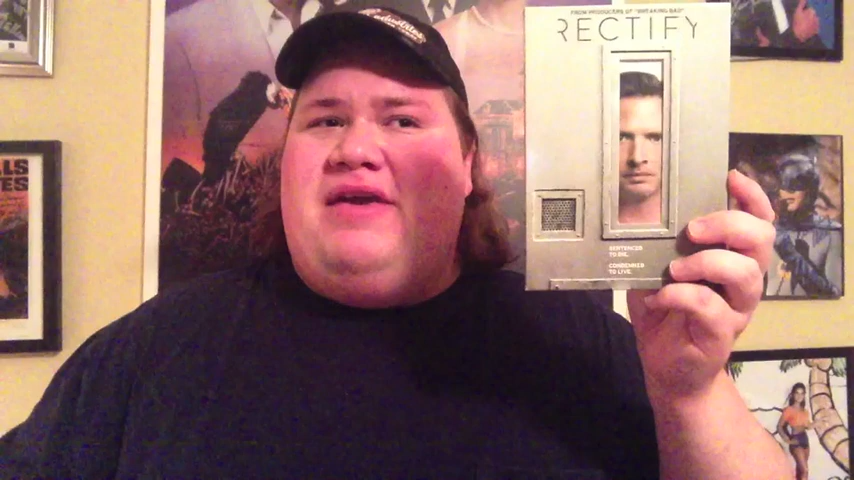 FROM PRODUCERS OF "BREAKING BAD"
RECTIFY
SENTENCED
TO DIE.
CONDEMNED
TO LIVE.